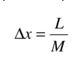 Δx = L/M